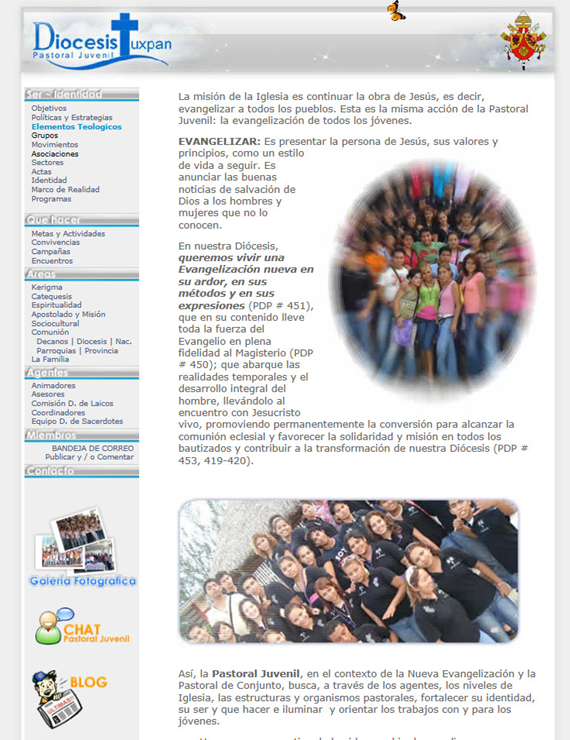 Diocesis Tuxpan
Pastoral Juvenil
Ser ~ Identidad
Objetivos
Políticas y Estrategias
Elementos Teologicos
Grupos
Movimientos
Asociaciones
Sectores
Actas
Identidad
Marco de Realidad
Programas
Que hacer
Metas y Actividades
Convivencias
Campañas
Encuentros
Áreas
Kerigma
Catequesis
Espiritualidad
Apostolado y Misión
Sociocultural
Comunión
Decanos | Diocesis | Nac.
Parroquias | Provincia
La Familia
Agentes
Animadores
Asesores
Comisión D. de Laicos
Coordinadores
Equipo D. de Sacerdotes
Miembros
BANDEJA DE CORREO
Publicar y / o Comentar
Contacto
Galeria Fotografica
CHAT
Pastoral Juvenil
BLOG
La misión de la Iglesia es continuar la obra de Jesús, es decir,
evangelizar a todos los pueblos. Esta es la misma acción de la Pastoral
Juvenil: la evangelización de todos los jóvenes.
EVANGELIZAR: Es presentar la persona de Jesús, sus valores y
principios, como un estilo
de vida a seguir. Es
anunciar las buenas
noticias de salvación de
Dios a los hombres y
mujeres que no lo
conocen.
En nuestra Diócesis,
queremos vivir una
Evangelización nueva en
su ardor, en sus
métodos y en sus
expresiones (PDP # 451),
que en su contenido lleve
toda la fuerza del
Evangelio en plena
fidelidad al Magisterio (PDP
# 450); que abarque las
realidades temporales y el
desarrollo integral del
hombre, llevándolo al
encuentro con Jesucristo
vivo, promoviendo permanentemente la conversión para alcanzar la
comunión eclesial y favorecer la solidaridad y misión en todos los
bautizados y contribuir a la transformación de nuestra Diócesis (PDP #
453, 419-420).
Así, la Pastoral Juvenil, en el contexto de la Nueva Evangelización y la
Pastoral de Conjunto, busca, a través de los agentes, los niveles de
Iglesia, las estructuras y organismos pastorales, fortalecer su identidad,
su ser y que hacer e iluminar y orientar los trabajos con y para los
jóvenes.